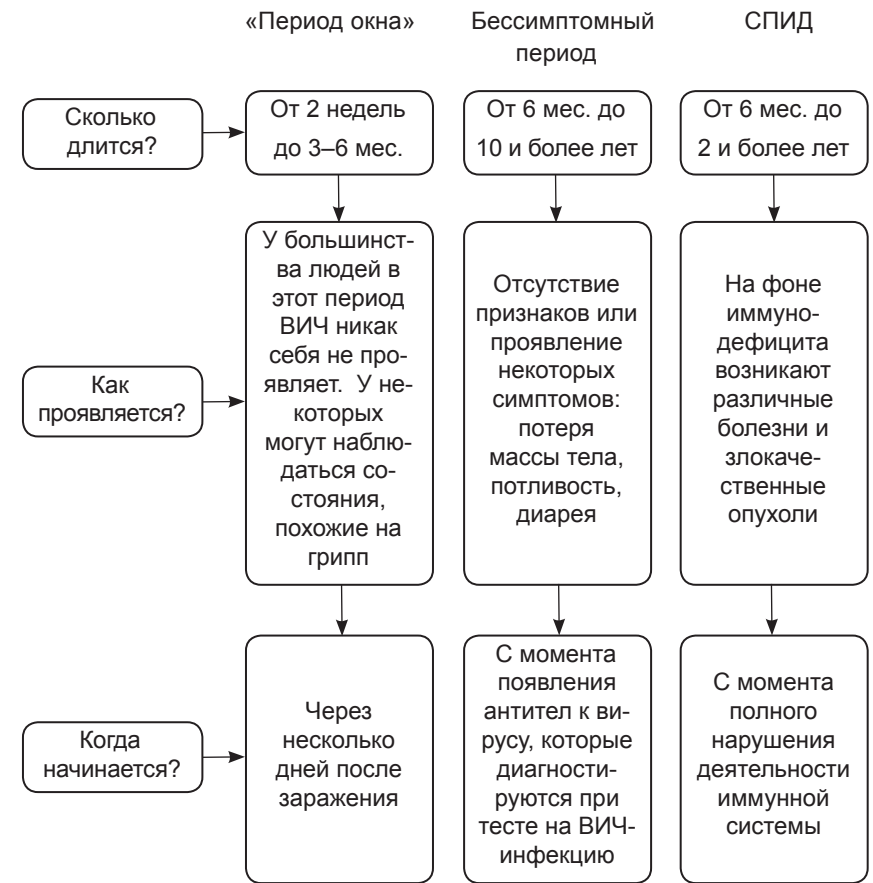 «Период окна»
Бессимптомный
период
СПИД
Сколько
длится?
От 2 недель
до 3–6 мес.
От 6 мес. до
10 и более лет
От 6 мес. до
2 и более лет
Как
проявляется?
У большинст-
ва людей в
этот период
ВИЧ никак
себя не про-
являет. У не-
которых
могут наблю-
даться со-
стояния,
похожие на
грипп
Отсутствие
признаков или
проявление
некоторых
симптомов:
потеря
массы тела,
потливость,
диарея
На фоне
иммуно-
дефицита
возникают
различные
болезни и
злокаче-
ственные
опухоли
Когда
начинается?
Через
несколько
дней после
заражения
С момента
появления
антител к ви-
русу, которые
диагности-
руются при
тесте на ВИЧ-
инфекцию
С момента
полного
нарушения
деятельности
иммунной
системы